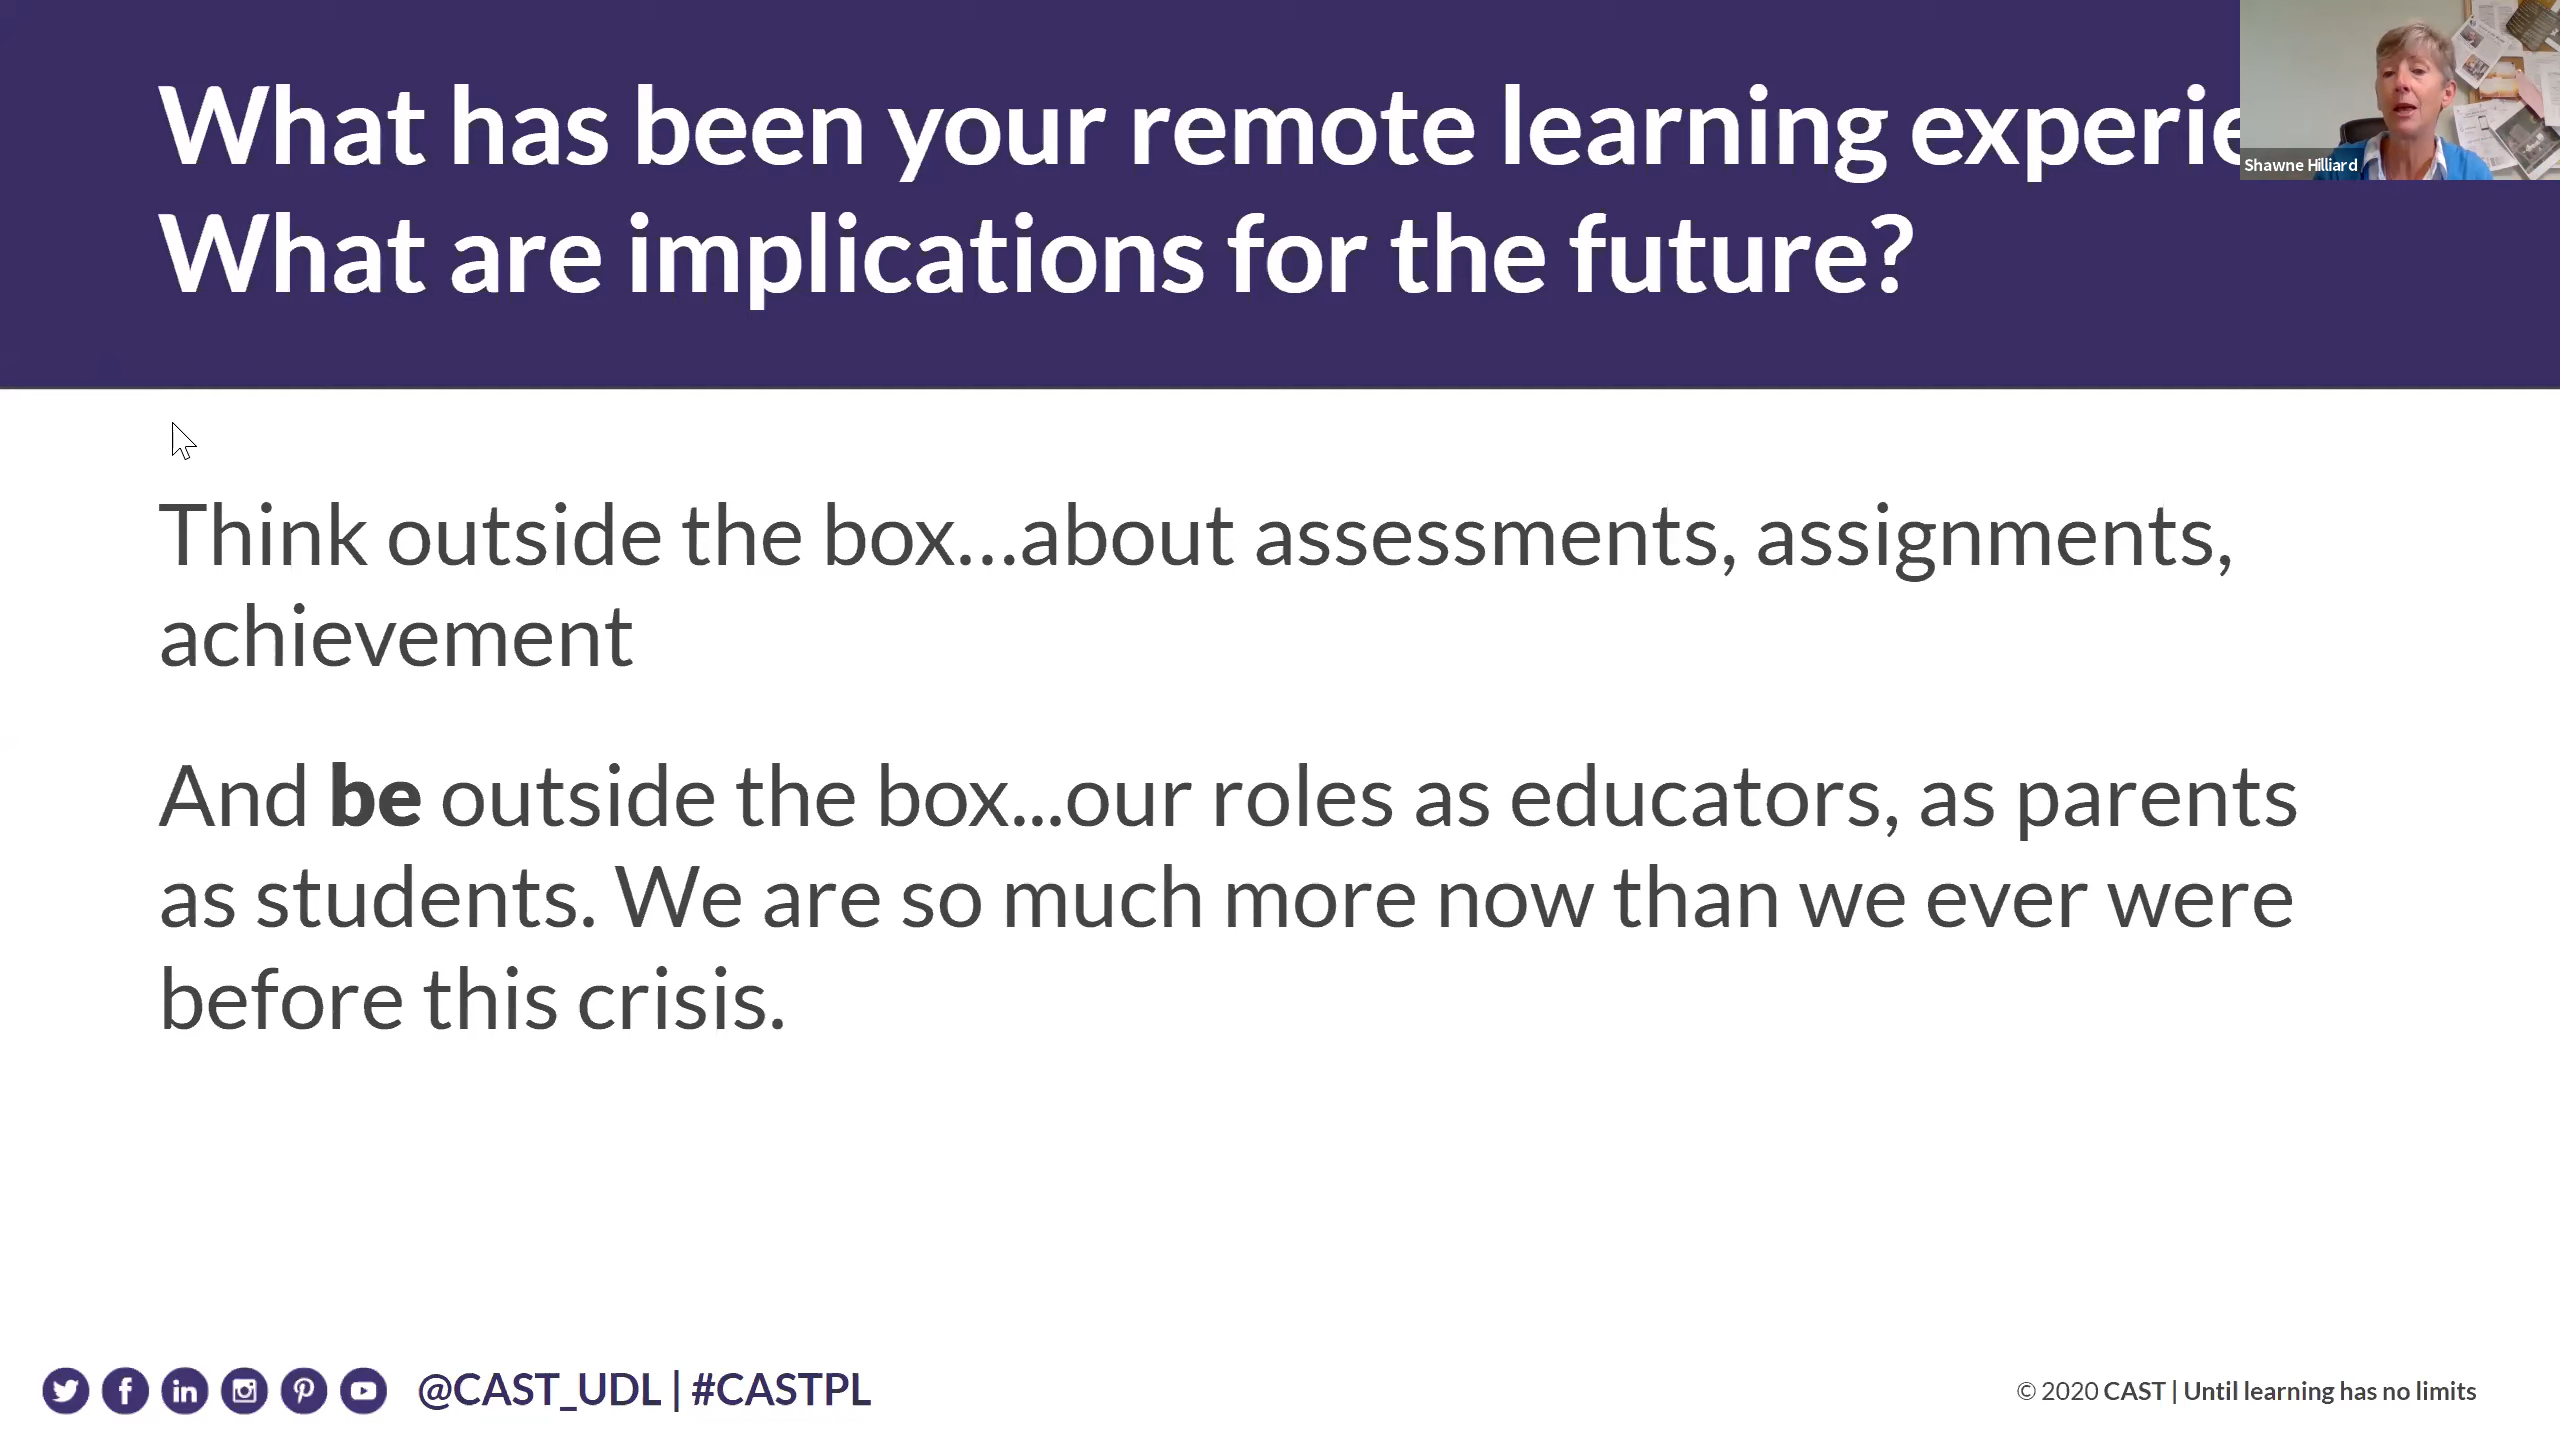 What has been your remote learning experie
What are implications for the future?
Shawne Hilliard
Think outside the box...about assessments, assignments,
achievement
And be outside the box...our roles as educators, as parents
as students. We are so much more now than we ever were
before this crisis.
@CAST_UDL | #CASTPL
© 2020 CAST | Until learning has no limits